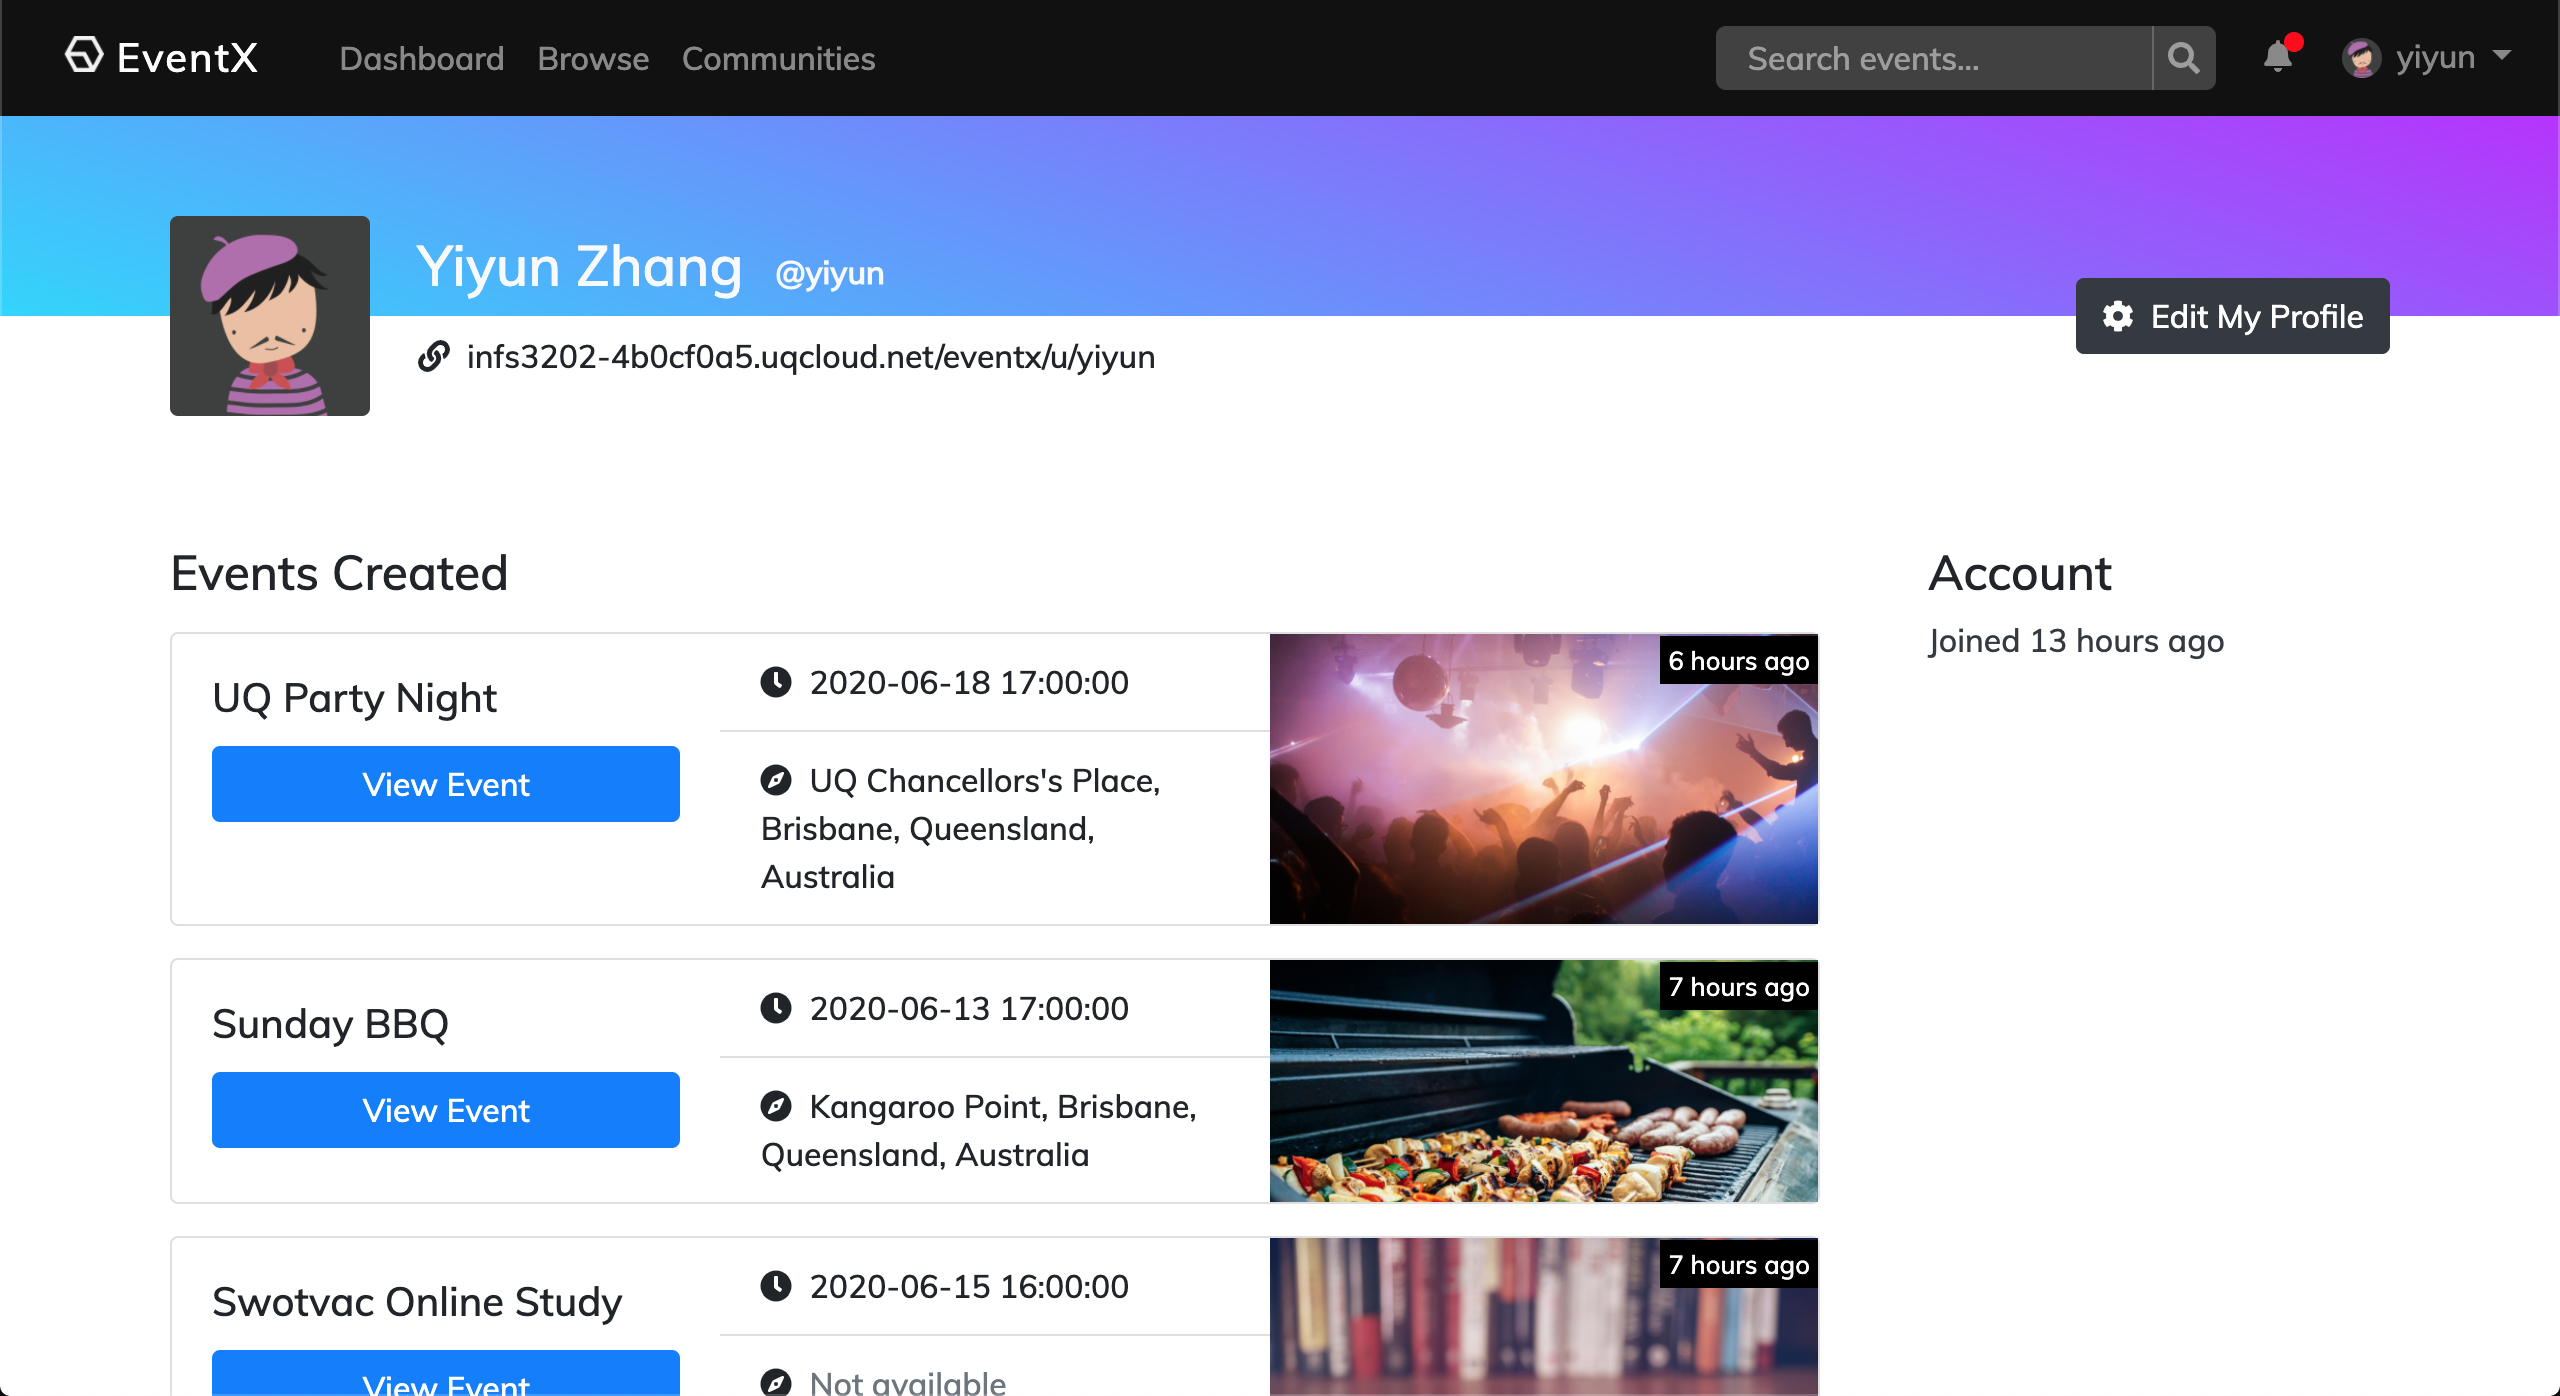 EventX
Dashboard Browse Communities
Search events...
yiyun
Yiyun Zhang @yiyun
infs3202-4b0cf0a5.uqcloud.net/eventx/u/yiyun
Edit My Profile
Events Created
UQ Party Night
View Event
2020-06-18 17:00:00
UQ Chancellors's Place,
Brisbane, Queensland,
Australia
6 hours ago
Sunday BBQ
View Event
2020-06-13 17:00:00
Kangaroo Point, Brisbane,
Queensland, Australia
7 hours ago
Swotvac Online Study
View Event
2020-06-15 16:00:00
Not available
7 hours ago
Account
Joined 13 hours ago